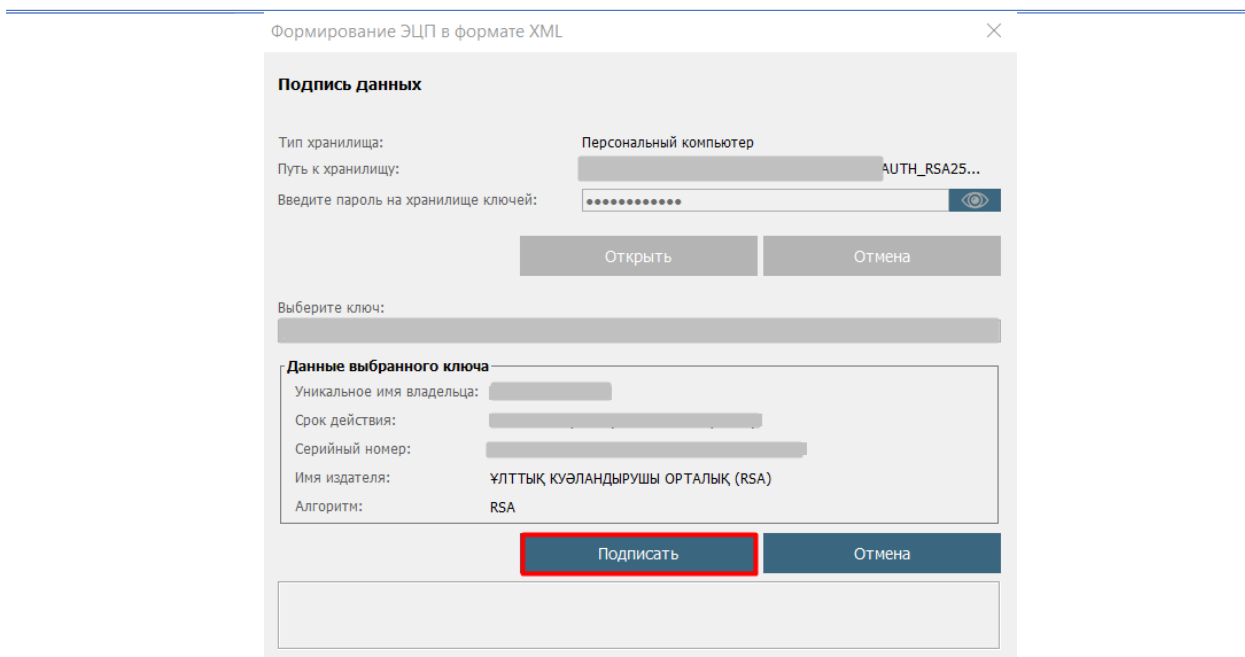 Формирование ЭЦП в формате XML
Подпись данных
Тип хранилища: Персональный компьютер
Путь к хранилищу: AUTH_RSA25...
Введите пароль на хранилище ключей: ••••••••••••
Открыть Отмена
Выберите ключ:
Данные выбранного ключа
Уникальное имя владельца:
Срок действия:
Серийный номер:
Имя издателя: ҰЛТТЫҚ КУӘЛАНДЫРУШЫ ОРТАЛЫҚ (RSA)
Алгоритм: RSA
Подписать Отмена